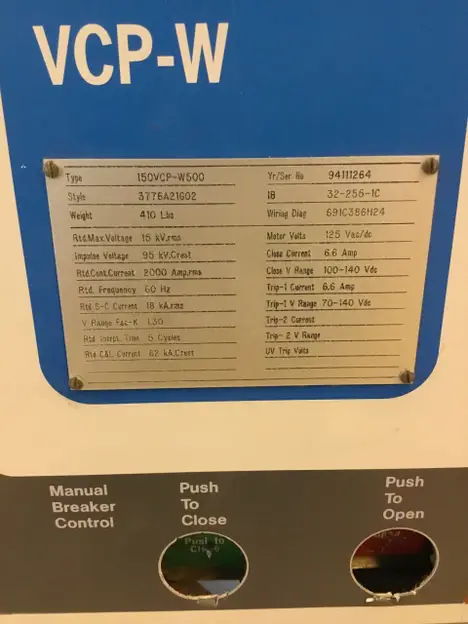 VCP-W
Type 150VCP-W500
Style 3776A21G02
Weight 410 Lbs
Rtd.Max.Voltage 15 kV,rms
Impulse Voltage 95 kV,Crest
Rtd.Cont.Current 2000 Amp,rms
Rtd. Frequency 60 Hz
Rtd S-C Current 18 kA,rms
V Range Fac-K 1.30
Rtd Interpt. Time 5 Cycles
Rtd C&L Current 62 kA,Crest
Yr/Ser No 94111264
IB 32-255-1C
Wiring Diag 691C386H24
Motor Volts 125 Vac/dc
Close Current 6.6 Amp
Close V Range 100-140 Vdc
Trip-1 Current 6.6 Amp
Trip-1 V Range 70-140 Vdc
Trip-2 Current
Trip-2 V Range
UV Trip Volts
Manual
Breaker
Control
Push
To
Close
Push to
Push
To
Open